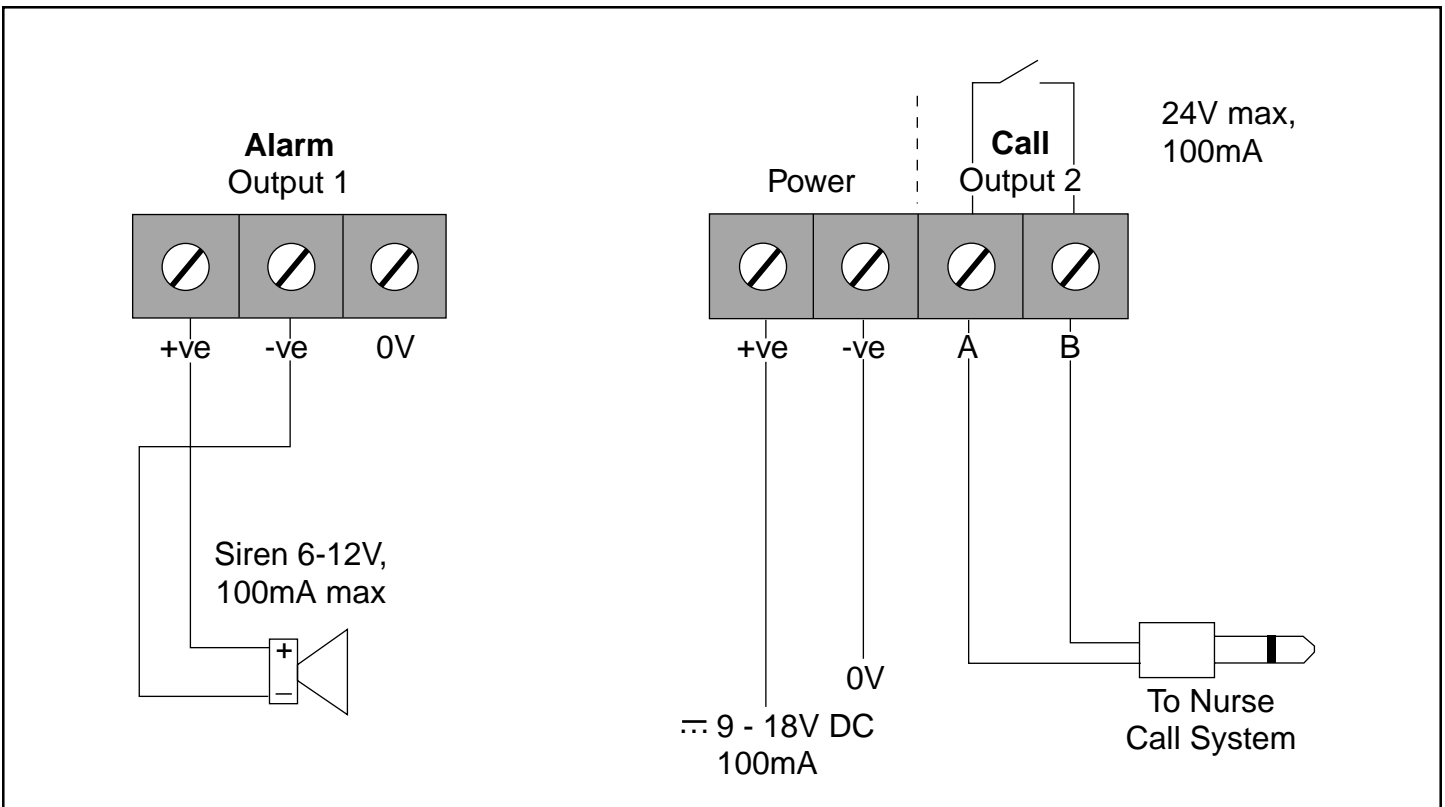 Alarm
Output 1
+ve -ve 0V
Siren 6-12V,
100mA max
+
–
Power
Call
Output 2
24V max,
100mA
+ve -ve A B
0V
⎓ 9 - 18V DC
100mA
To Nurse
Call System